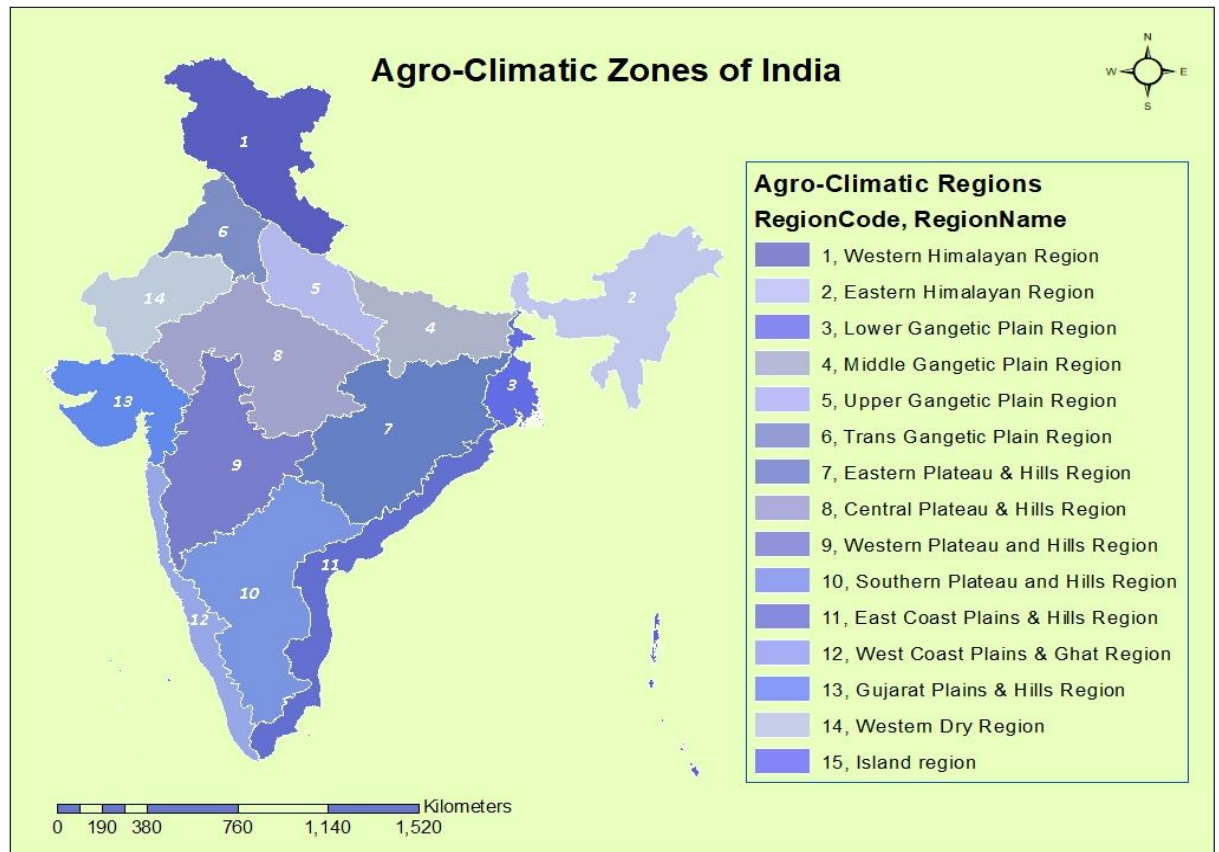 Agro-Climatic Zones of India
N
W E
S
1
6
14
5
2
4
8
13
3
7
9
11
10
12
Agro-Climatic Regions
RegionCode, RegionName
1, Western Himalayan Region
2, Eastern Himalayan Region
3, Lower Gangetic Plain Region
4, Middle Gangetic Plain Region
5, Upper Gangetic Plain Region
6, Trans Gangetic Plain Region
7, Eastern Plateau & Hills Region
8, Central Plateau & Hills Region
9, Western Plateau and Hills Region
10, Southern Plateau and Hills Region
11, East Coast Plains & Hills Region
12, West Coast Plains & Ghat Region
13, Gujarat Plains & Hills Region
14, Western Dry Region
15, Island region
Kilometers
0 190 380 760 1,140 1,520